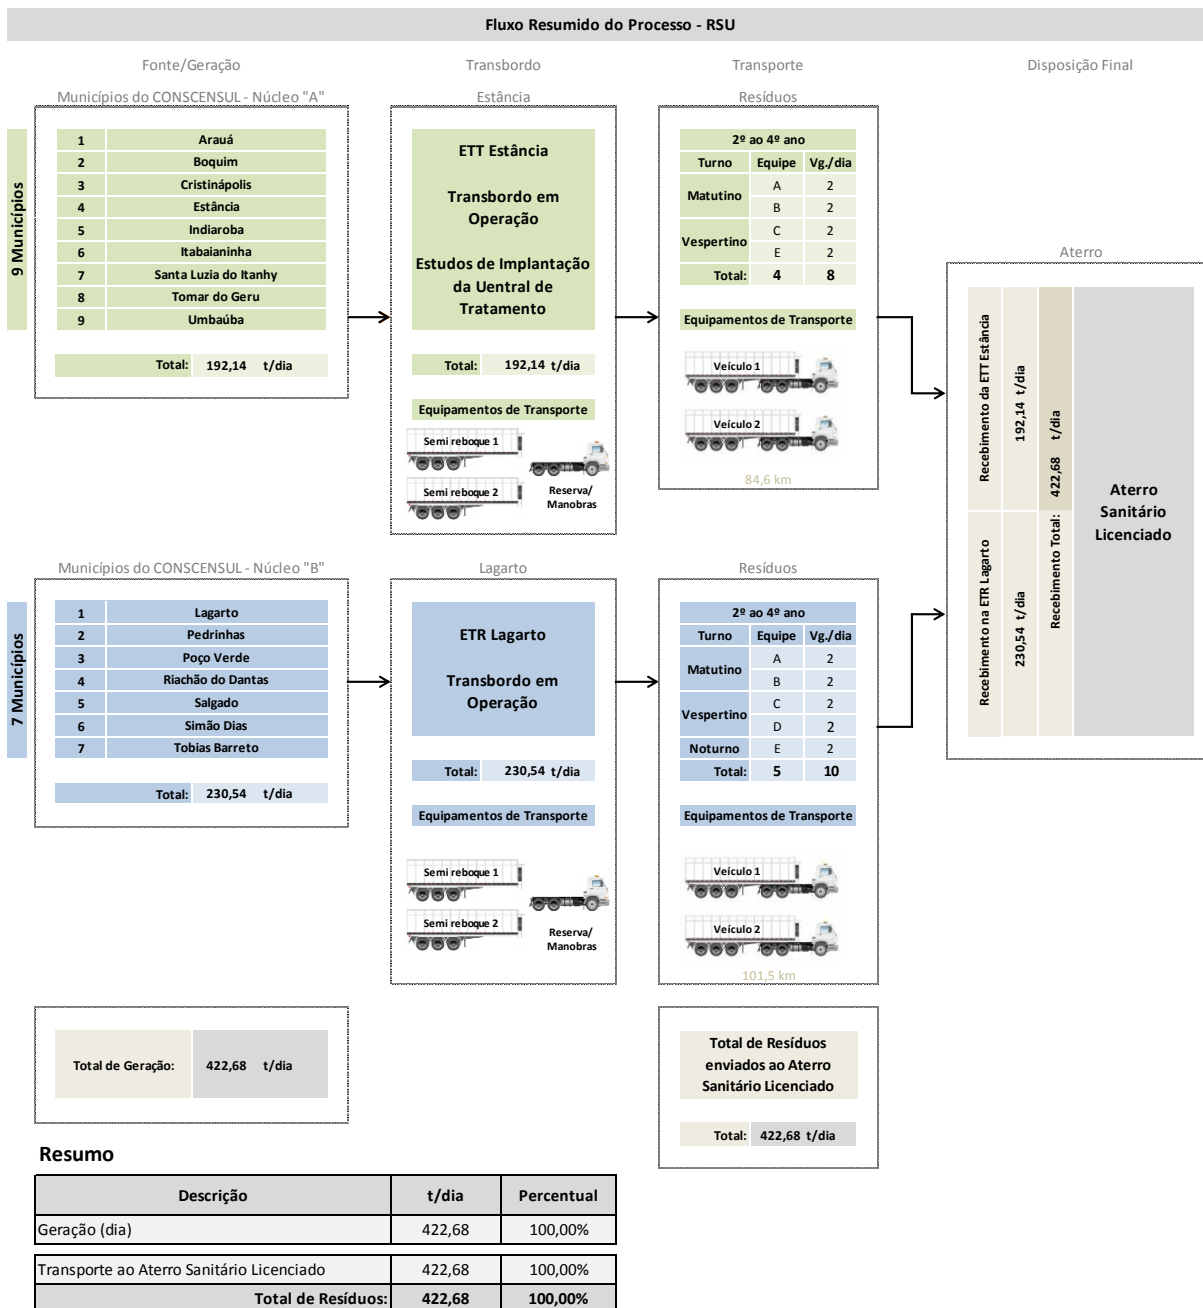 Fluxo Resumido do Processo - RSU
Fonte/Geração
Transbordo
Transporte
Disposição Final
Municípios do CONSCENSUL - Núcleo "A"
9 Municípios
1 Arauá
2 Boquim
3 Cristinápolis
4 Estância
5 Indiaroba
6 Itabaianinha
7 Santa Luzia do Itanhy
8 Tomar do Geru
9 Umbaúba
Total: 192,14 t/dia
Estância
ETT Estância
Transbordo em
Operação
Estudos de Implantação
da Uentral de
Tratamento
Total: 192,14 t/dia
Equipamentos de Transporte
Semi reboque 1
Semi reboque 2
Reserva/
Manobras
Resíduos
2º ao 4º ano
Turno Equipe Vg./dia
Matutino
A 2
B 2
Vespertino
C 2
E 2
Total: 4 8
Equipamentos de Transporte
Veículo 1
Veículo 2
84,6 km
Municípios do CONSCENSUL - Núcleo "B"
7 Municípios
1 Lagarto
2 Pedrinhas
3 Poço Verde
4 Riachão do Dantas
5 Salgado
6 Simão Dias
7 Tobias Barreto
Total: 230,54 t/dia
Lagarto
ETR Lagarto
Transbordo em
Operação
Total: 230,54 t/dia
Equipamentos de Transporte
Semi reboque 1
Semi reboque 2
Reserva/
Manobras
Resíduos
2º ao 4º ano
Turno Equipe Vg./dia
Matutino
A 2
B 2
Vespertino
C 2
D 2
Noturno E 2
Total: 5 10
Equipamentos de Transporte
Veículo 1
Veículo 2
101,5 km
Aterro
Recebimento da ETT Estância
192,14 t/dia
Recebimento na ETR Lagarto
230,54 t/dia
Recebimento Total: 422,68 t/dia
Aterro
Sanitário
Licenciado
Total de Geração: 422,68 t/dia
Total de Resíduos
enviados ao Aterro
Sanitário Licenciado
Total: 422,68 t/dia
Resumo
Descrição t/dia Percentual
Geração (dia) 422,68 100,00%
Transporte ao Aterro Sanitário Licenciado 422,68 100,00%
Total de Resíduos: 422,68 100,00%